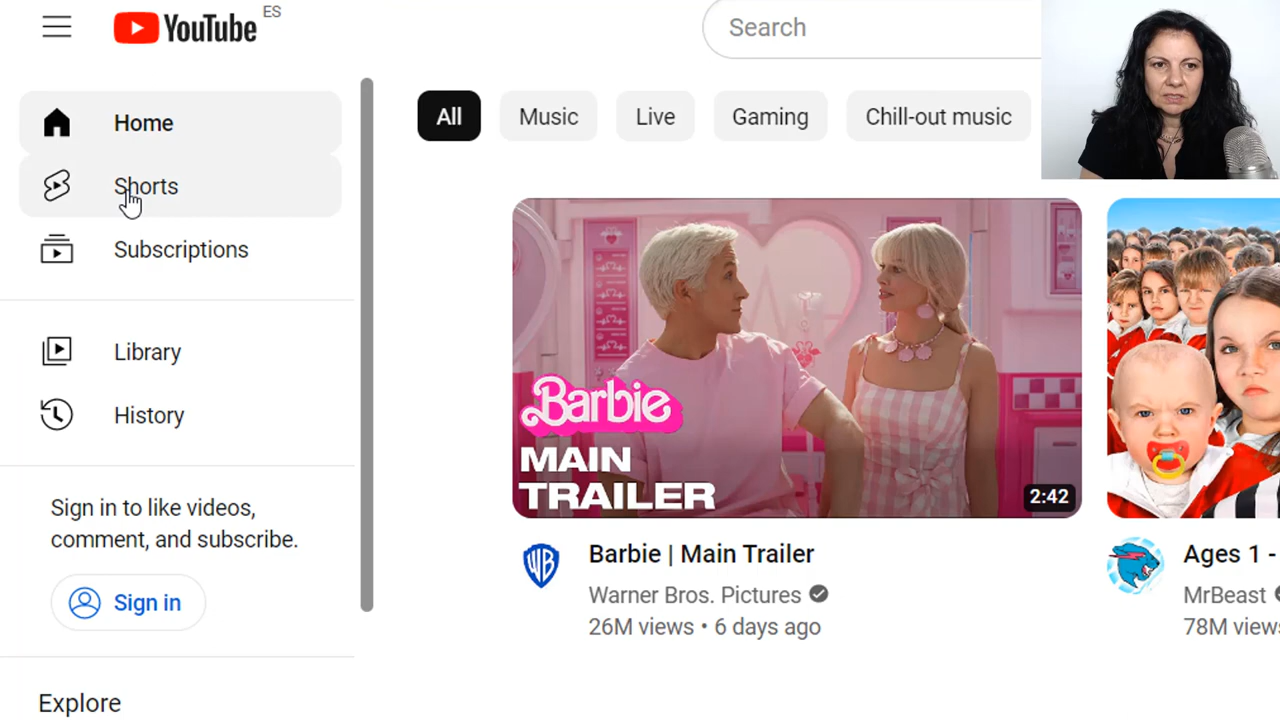 YouTube ES
Search
Home
Shorts
Subscriptions
Library
History
Sign in to like videos,
comment, and subscribe.
Sign in
Explore
All
Music
Live
Gaming
Chill-out music
Barbie
MAIN
TRAILER
2:42
WB
Barbie | Main Trailer
Warner Bros. Pictures
26M views • 6 days ago
Ages 1 -
MrBeast
78M views